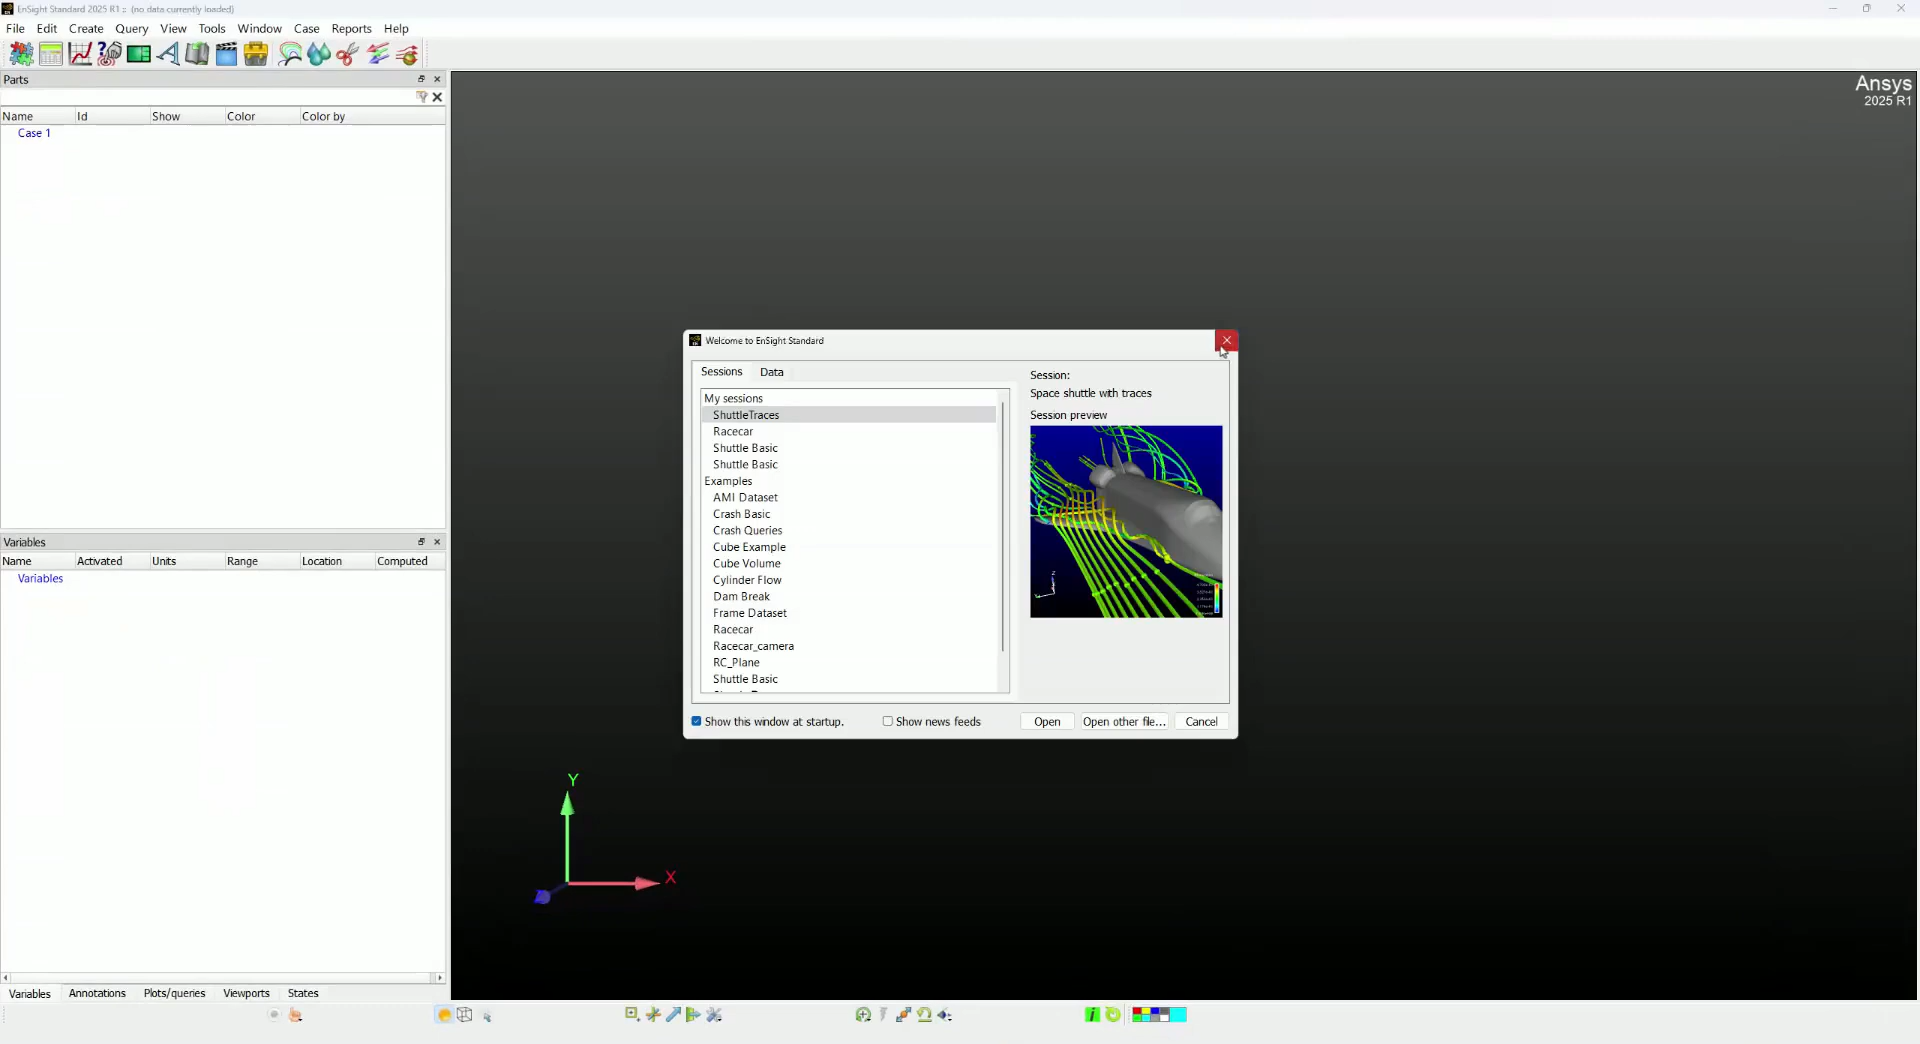 EnSight Standard 2025 R1 :: (no data currently loaded)
File Edit Create Query View Tools Window Case Reports Help
Parts
Name Id Show Color Color by
Case 1
Variables
Name Activated Units Range Location Computed
Variables
Variables Annotations Plots/queries Viewports States
Ansys
2025 R1
Welcome to EnSight Standard
Sessions Data
My sessions
ShuttleTraces
Racecar
Shuttle Basic
Shuttle Basic
Examples
AMI Dataset
Crash Basic
Crash Queries
Cube Example
Cube Volume
Cylinder Flow
Dam Break
Frame Dataset
Racecar
Racecar_camera
RC_Plane
Shuttle Basic
Session:
Space shuttle with traces
Session preview
Show this window at startup. Show news feeds Open Open other file... Cancel
Y
X